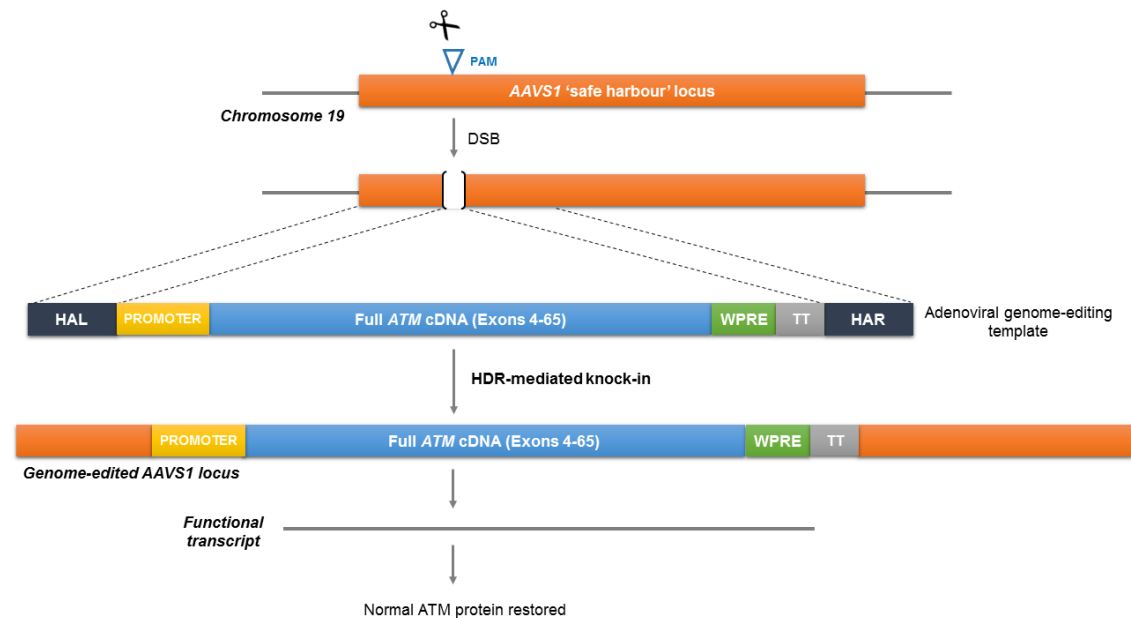 PAM
AAVS1 ‘safe harbour’ locus
Chromosome 19
DSB
HAL
PROMOTER
Full ATM cDNA (Exons 4-65)
WPRE
TT
HAR
Adenoviral genome-editing
template
HDR-mediated knock-in
PROMOTER
Full ATM cDNA (Exons 4-65)
WPRE
TT
Genome-edited AAVS1 locus
Functional
transcript
Normal ATM protein restored